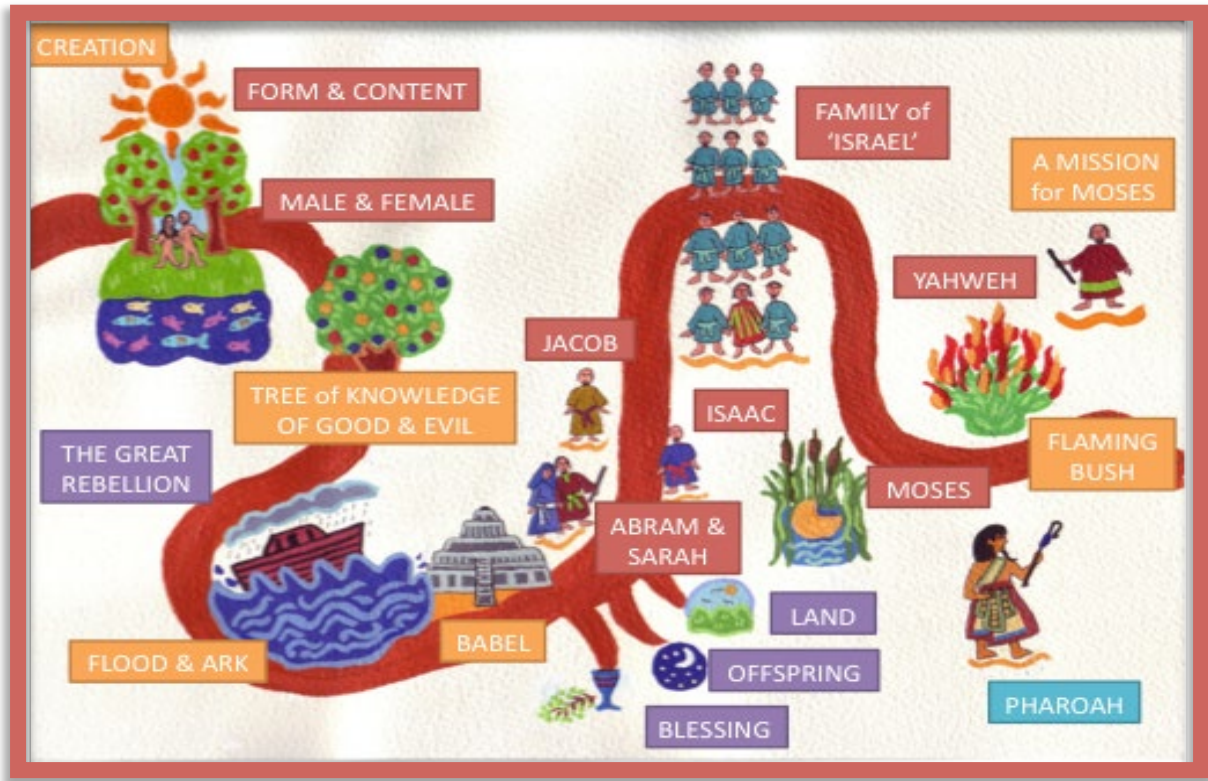 CREATION
FORM & CONTENT
MALE & FEMALE
TREE of KNOWLEDGE
OF GOOD & EVIL
THE GREAT
REBELLION
FLOOD & ARK
BABEL
JACOB
ISAAC
ABRAM &
SARAH
LAND
OFFSPRING
BLESSING
FAMILY of
‘ISRAEL’
MOSES
A MISSION
for MOSES
YAHWEH
FLAMING
BUSH
PHAROAH